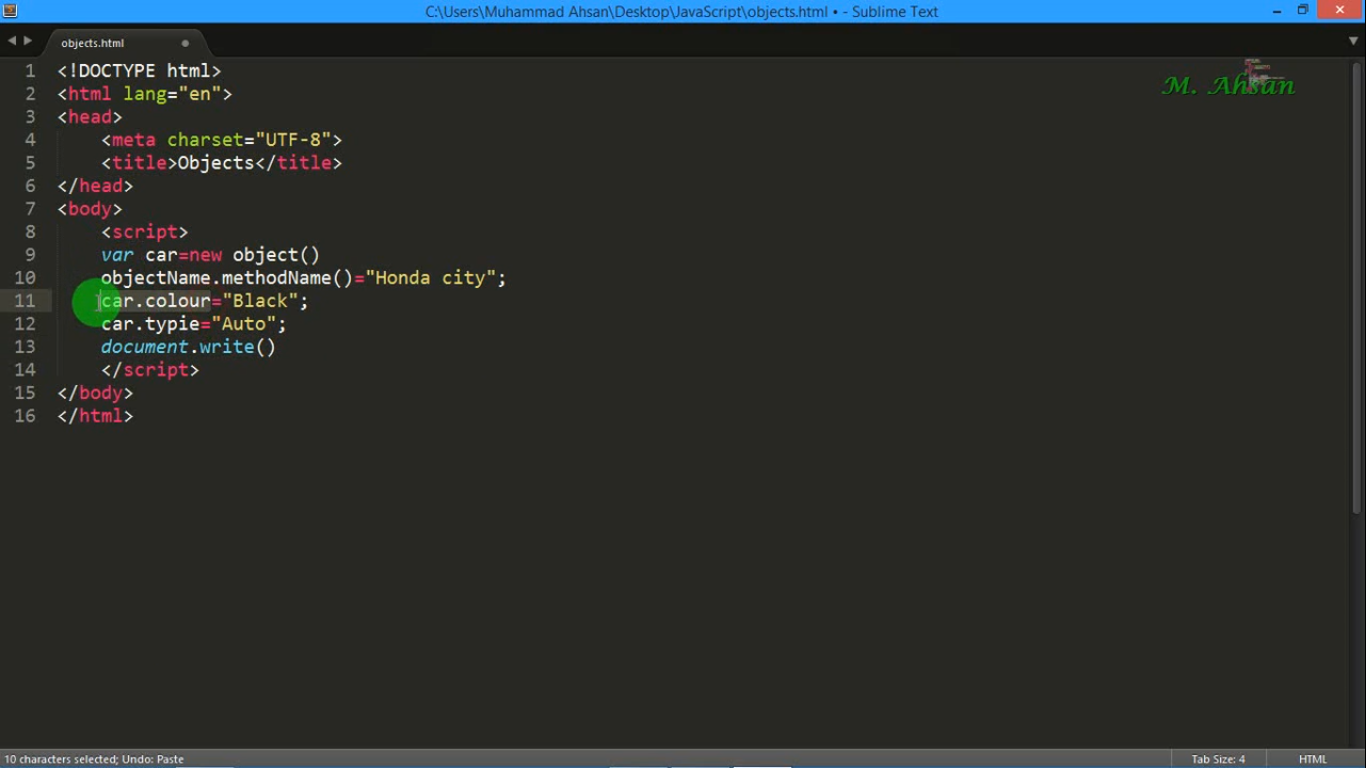 C:\Users\Muhammad Ahsan\Desktop\JavaScript\objects.html • - Sublime Text
objects.html
M. Ahsan
1 <!DOCTYPE html>
2 <html lang="en">
3 <head>
4 <meta charset="UTF-8">
5 <title>Objects</title>
6 </head>
7 <body>
8 <script>
9 var car=new object()
10 objectName.methodName()="Honda city";
11 car.colour="Black";
12 car.typie="Auto";
13 document.write()
14 </script>
15 </body>
16 </html>
10 characters selected; Undo: Paste
Tab Size: 4
HTML